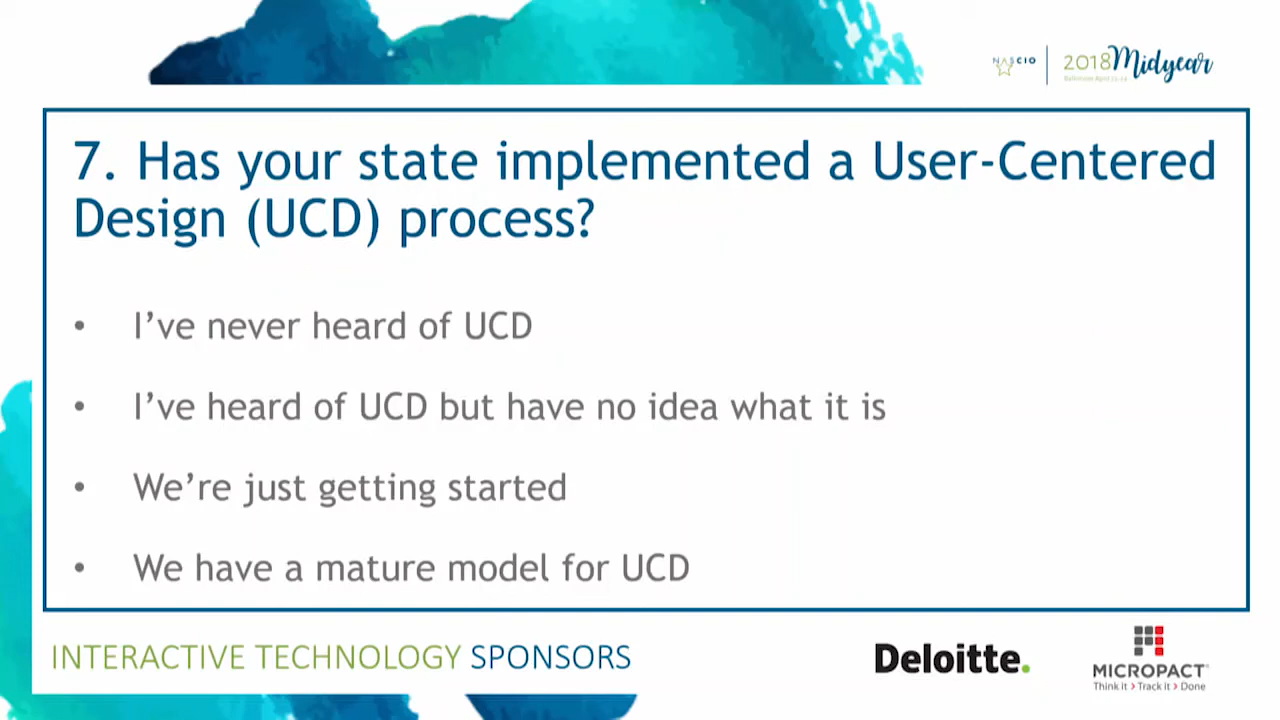 NASCIO
2018 Midyear
7. Has your state implemented a User-Centered
Design (UCD) process?
• I’ve never heard of UCD
• I’ve heard of UCD but have no idea what it is
• We’re just getting started
• We have a mature model for UCD
INTERACTIVE TECHNOLOGY SPONSORS
Deloitte.
MICROPACT
Think it > Track it > Done